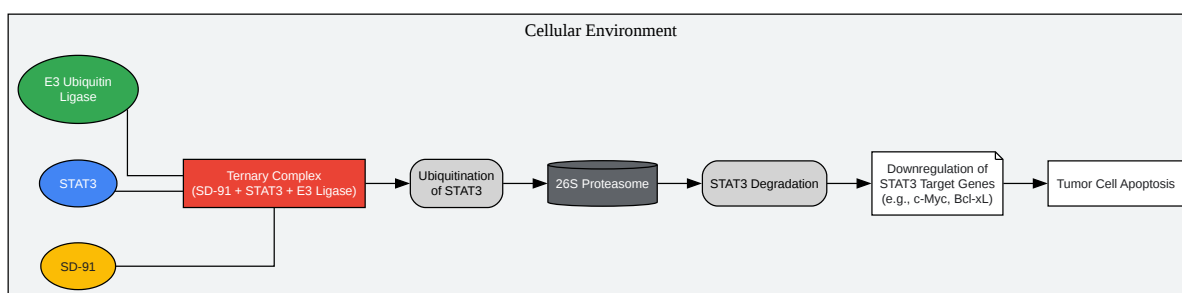 Cellular Environment
E3 Ubiquitin
Ligase
STAT3
SD-91
Ternary Complex
(SD-91 + STAT3 + E3 Ligase)
Ubiquitination
of STAT3
26S Proteasome
STAT3 Degradation
Downregulation of
STAT3 Target Genes
(e.g., c-Myc, Bcl-xL)
Tumor Cell Apoptosis